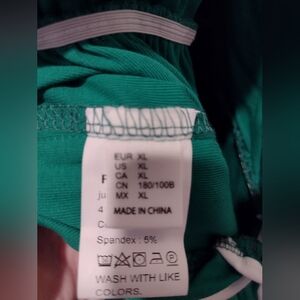 EUR XL
US XL
CA XL
CN 180/100B
MX XL
MADE IN CHINA
Spandex : 5%
WASH WITH LIKE
COLORS.